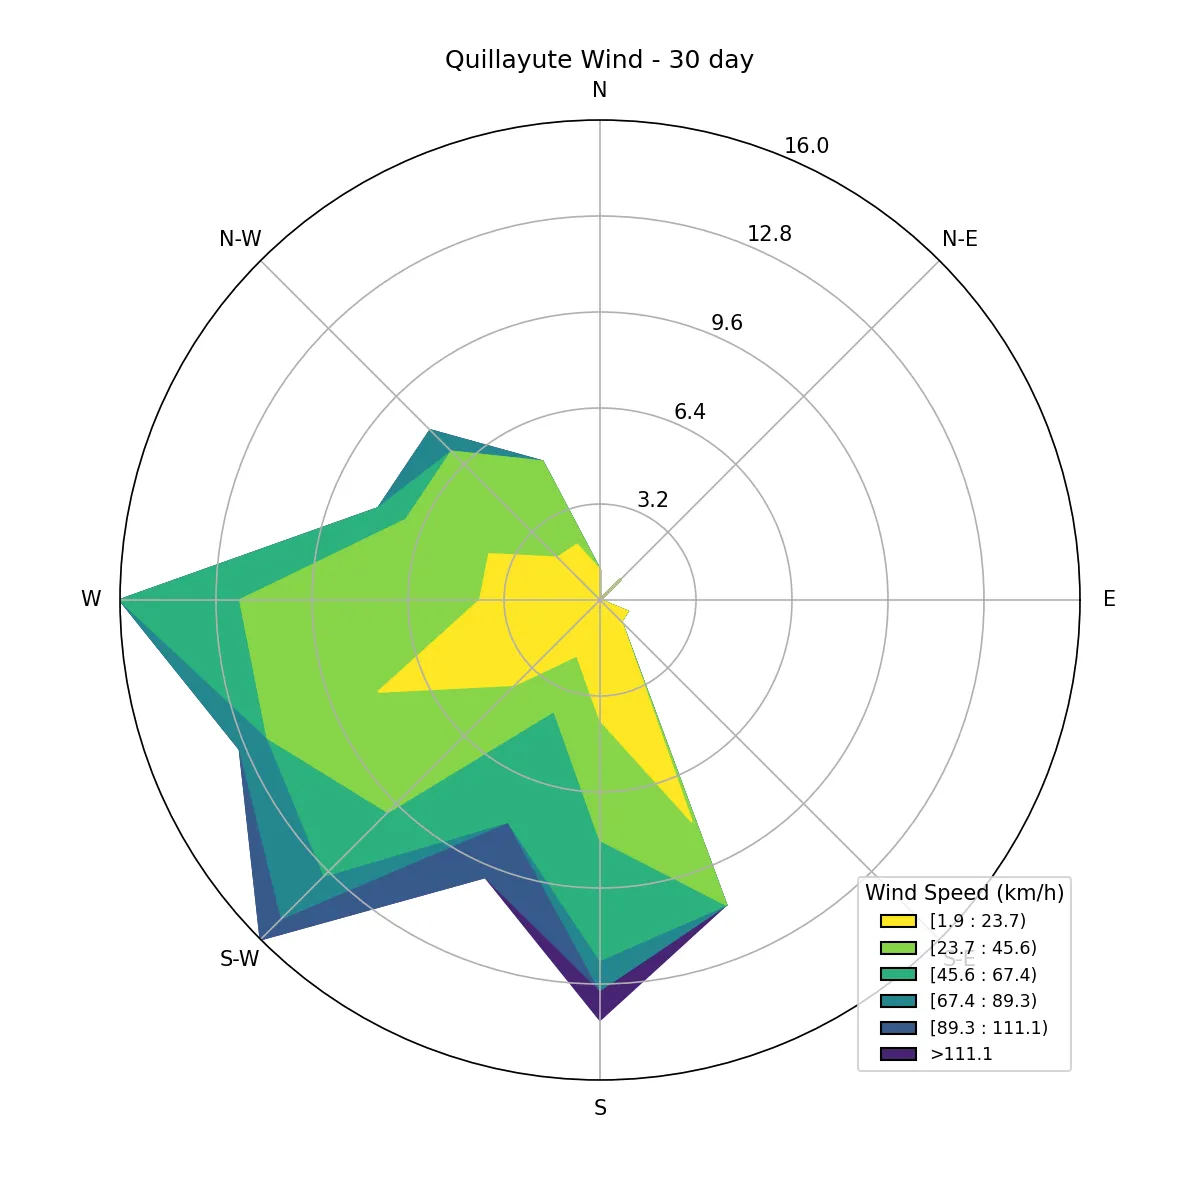 Quillayute Wind - 30 day
N
16.0
N-W
12.8
N-E
9.6
6.4
3.2
W
E
S-W
S-E
S
Wind Speed (km/h)
[1.9 : 23.7)
[23.7 : 45.6)
[45.6 : 67.4)
[67.4 : 89.3)
[89.3 : 111.1)
>111.1